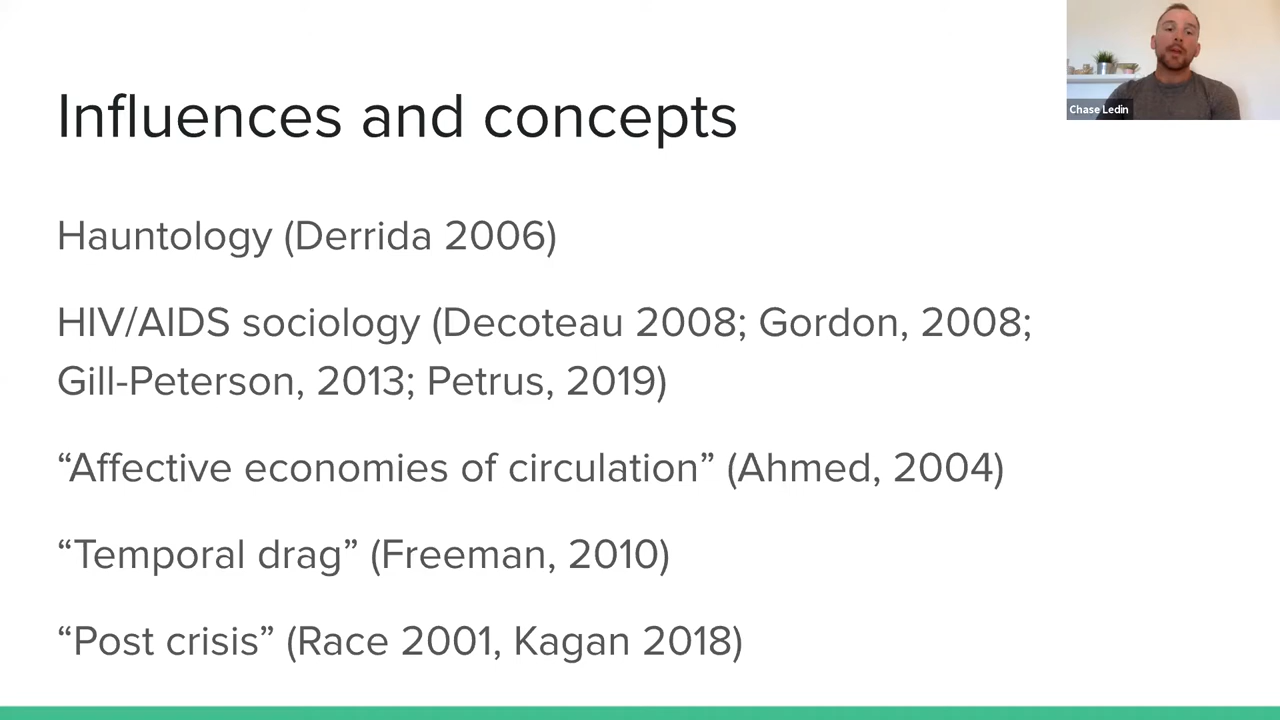 Influences and concepts
Chase Ledin
Hauntology (Derrida 2006)
HIV/AIDS sociology (Decoteau 2008; Gordon, 2008;
Gill-Peterson, 2013; Petrus, 2019)
“Affective economies of circulation” (Ahmed, 2004)
“Temporal drag” (Freeman, 2010)
“Post crisis” (Race 2001, Kagan 2018)